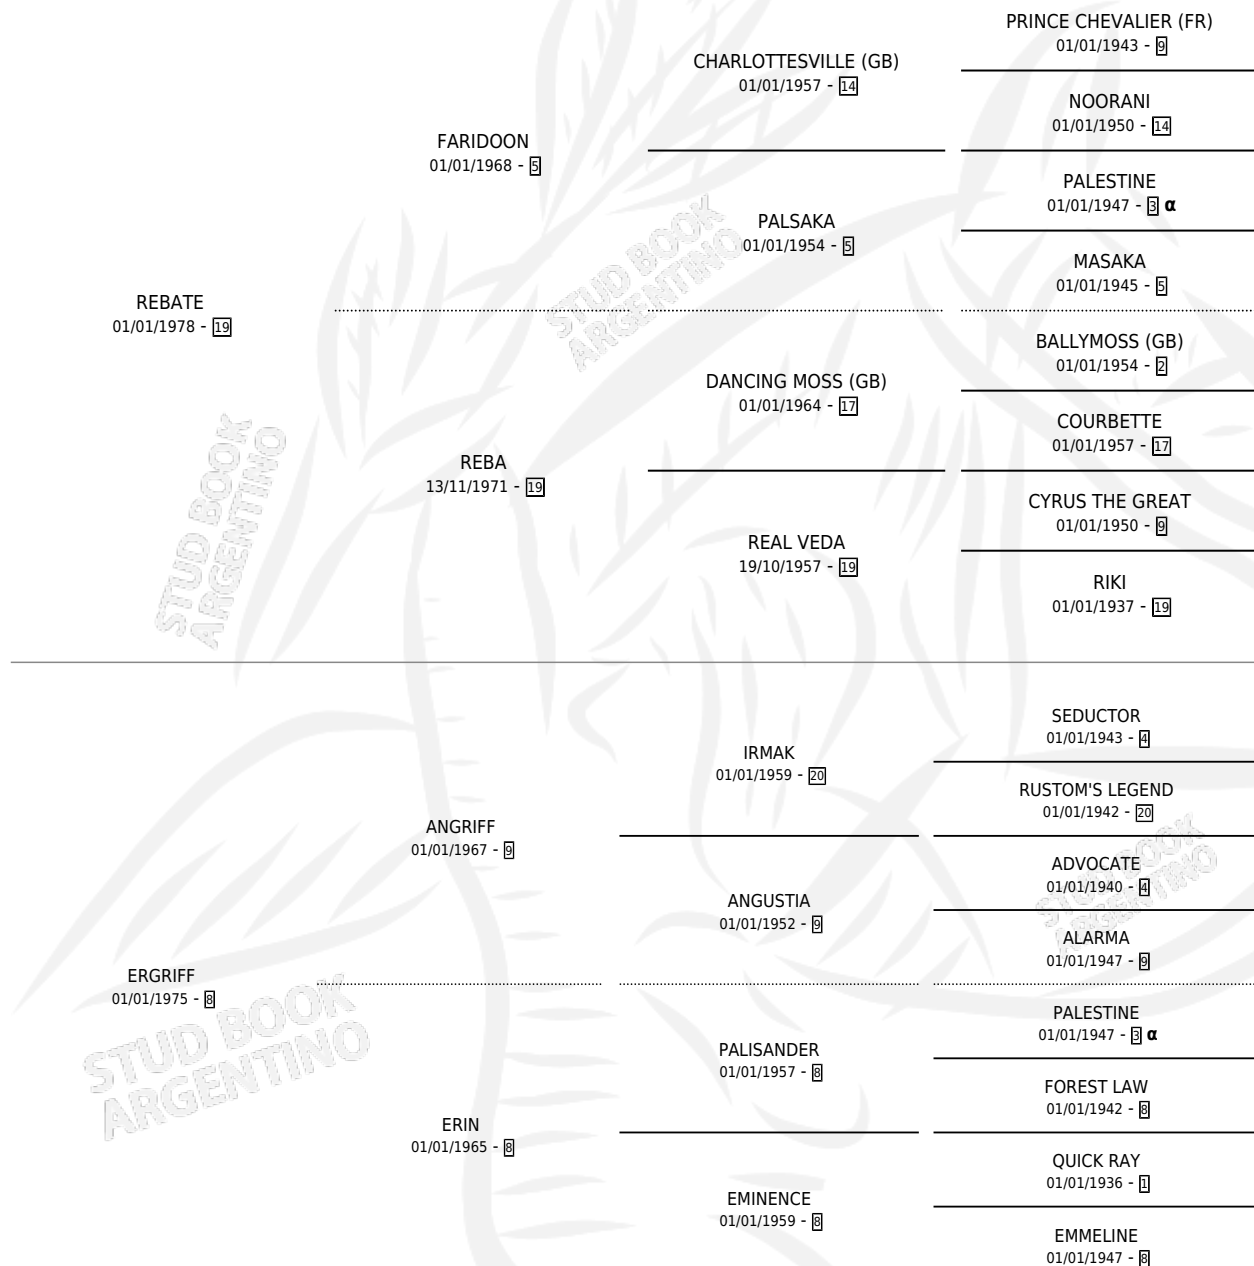 PRINCE CHEVALIER (FR)
01/01/1943 - 9
CHARLOTTESVILLE (GB)
01/01/1957 - 14
NOORANI
01/01/1950 - 14
FARIDOON
01/01/1968 - 5
PALESTINE
01/01/1947 - 3 α
PALSAKA
01/01/1954 - 5
MASAKA
01/01/1945 - 5
REBATE
01/01/1978 - 19
BALLYMOSS (GB)
01/01/1954 - 2
DANCING MOSS (GB)
01/01/1964 - 17
COURBETTE
01/01/1957 - 17
REBA
13/11/1971 - 19
CYRUS THE GREAT
01/01/1950 - 9
REAL VEDA
19/10/1957 - 19
RIKI
01/01/1937 - 19
SEDUCTOR
01/01/1943 - 4
IRMAK
01/01/1959 - 20
RUSTOM'S LEGEND
01/01/1942 - 20
ANGRIFF
01/01/1967 - 9
ADVOCATE
01/01/1940 - 4
ANGUSTIA
01/01/1952 - 9
ALARMA
01/01/1947 - 9
ERGRIFF
01/01/1975 - 8
PALESTINE
01/01/1947 - 3 α
PALISANDER
01/01/1957 - 8
FOREST LAW
01/01/1942 - 8
ERIN
01/01/1965 - 8
QUICK RAY
01/01/1936 - 1
EMINENCE
01/01/1959 - 8
EMMELINE
01/01/1947 - 8
STUD BOOK
ARGENTINO
STUD BOOK
ARGENTINO
STUD BOOK
ARGENTINO
STUD BOOK
ARGENTINO